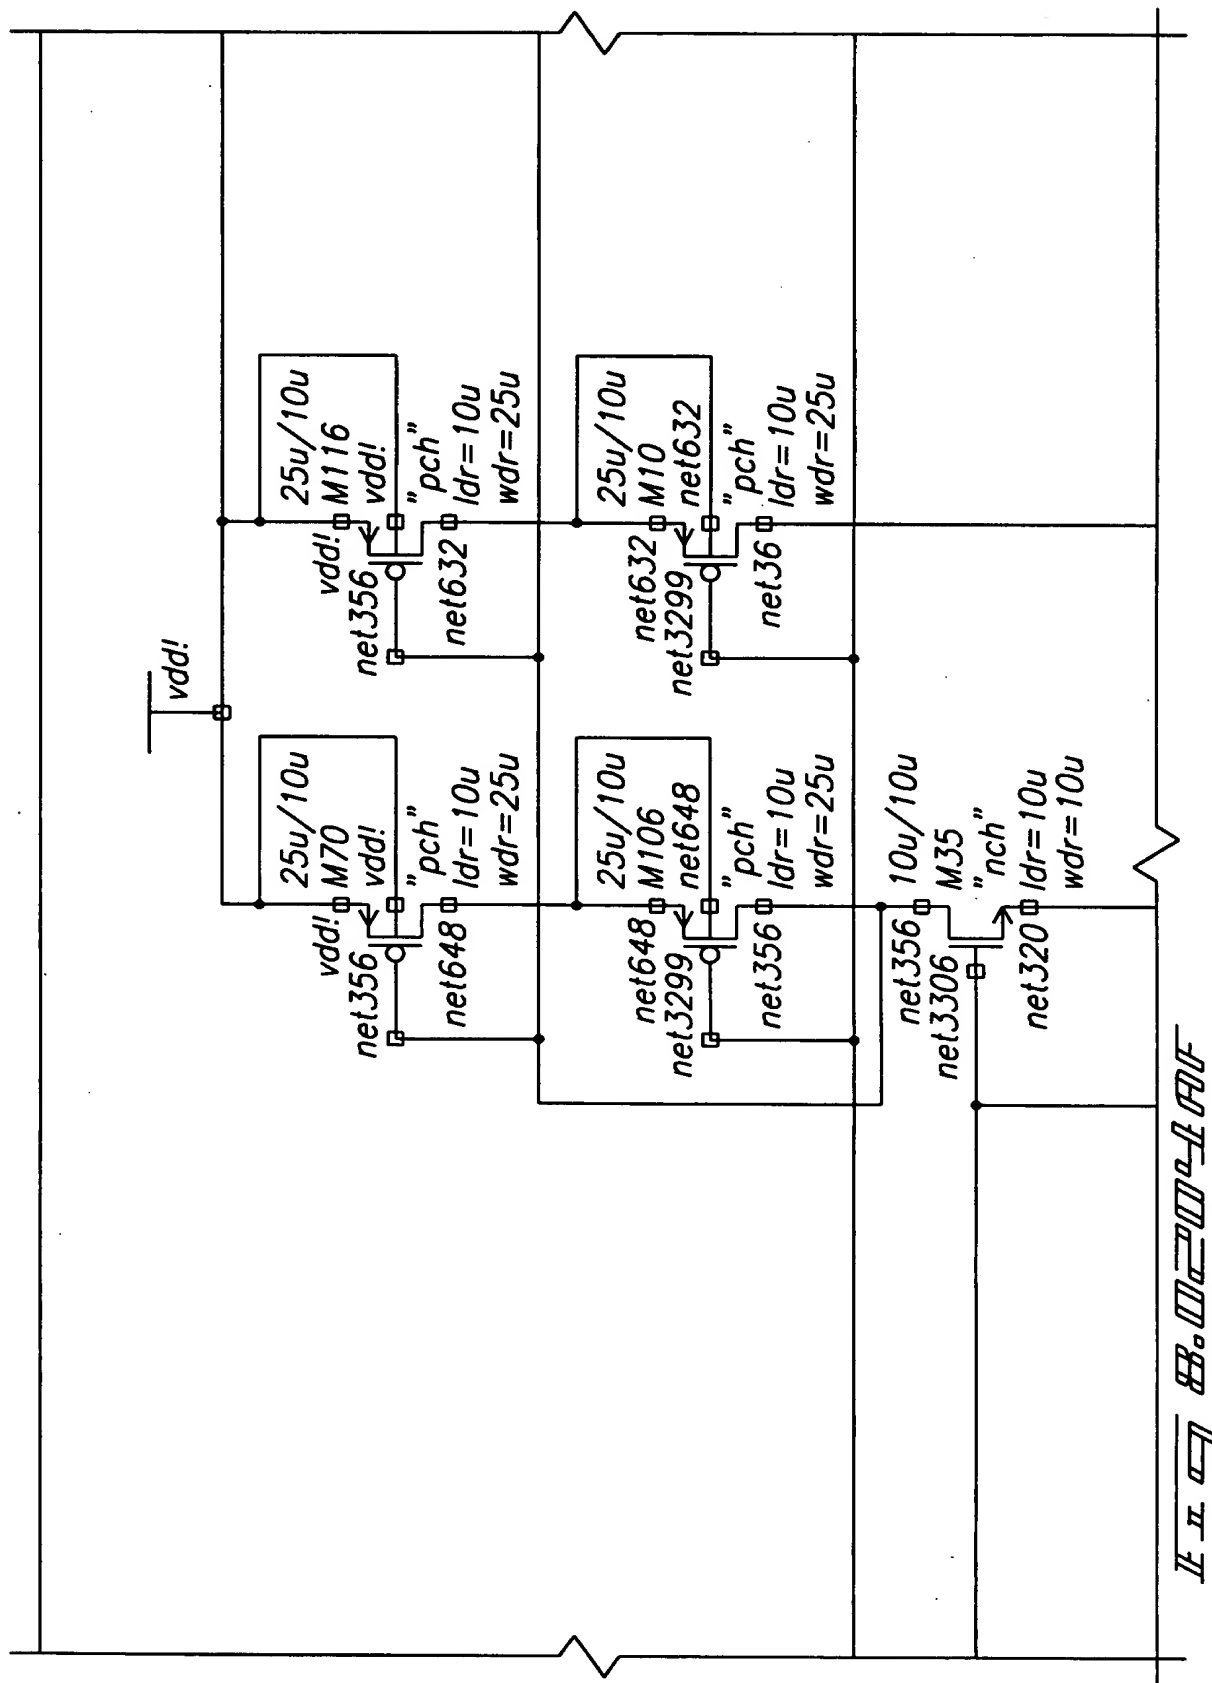 vdd!
25u/10u
M70
vdd!
vdd!
net356
"pch"
net648
ldr=10u
wdr=25u
25u/10u
M116
vdd!
vdd!
net356
"pch"
net632
ldr=10u
wdr=25u
25u/10u
M106
net648
net648
net3299
"pch"
net356
ldr=10u
wdr=25u
25u/10u
M10
net632
net632
net3299
"pch"
net36
ldr=10u
wdr=25u
10u/10u
net356
M35
net3306
"nch"
net320
ldr=10u
wdr=10u
Fig 8.0204AF